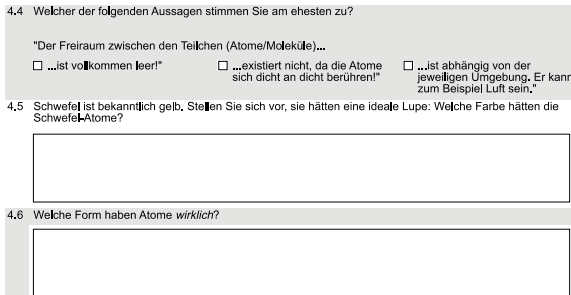 4.4 Welcher der folgenden Aussagen stimmen Sie am ehesten zu?
"Der Freiraum zwischen den Teilchen (Atome/Moleküle)...
☐ ...ist vollkommen leer!" ☐ ...existiert nicht, da die Atome ☐ ...ist abhängig von der
sich dicht an dicht berühren!" jeweiligen Umgebung. Er kann
zum Beispiel Luft sein."
4.5 Schwefel ist bekanntlich gelb. Stellen Sie sich vor, sie hätten eine ideale Lupe: Welche Farbe hätten die
Schwefel-Atome?
4.6 Welche Form haben Atome wirklich?